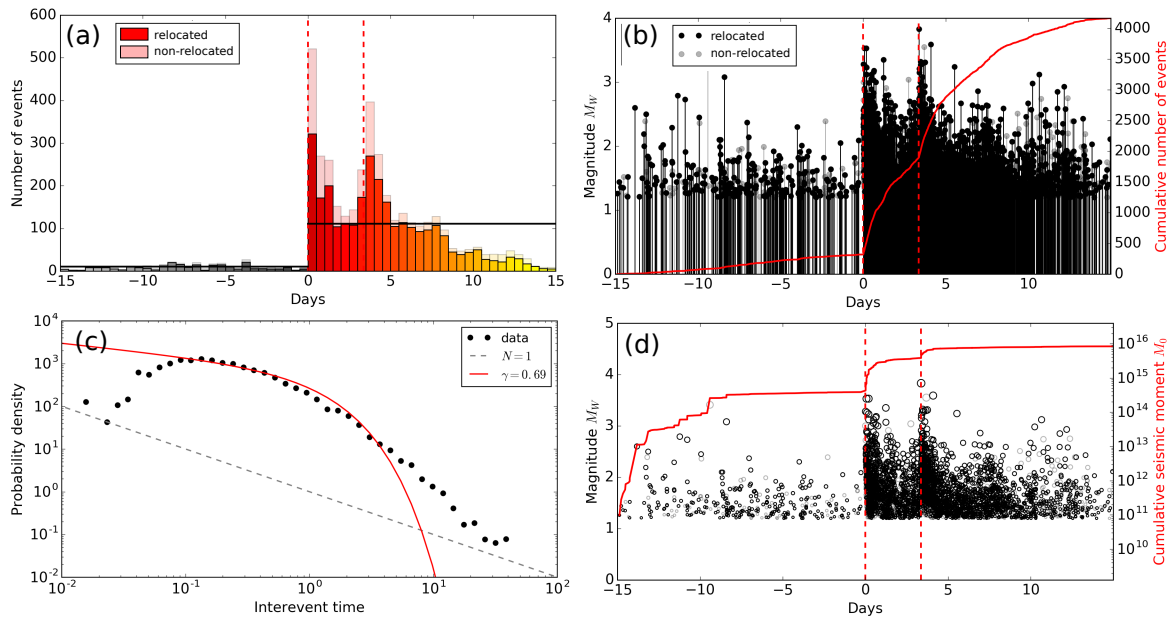 (a)
relocated
non-relocated
Number of events
600
500
400
300
200
100
0
−15 −10 −5 0 5 10 15
Days
(b)
relocated
non-relocated
Magnitude M_W
4
3
2
1
0
−15 −10 −5 0 5 10
Days
Cumulative number of events
4000
3500
3000
2500
2000
1500
1000
500
0
(c)
data
N=1
γ=0.69
Probability density
10^4
10^3
10^2
10^1
10^0
10^-1
10^-2
10^-2 10^-1 10^0 10^1 10^2
Interevent time
(d)
Magnitude M_W
5
4
3
2
1
0
−15 −10 −5 0 5 10
Days
Cumulative seismic moment M_0
10^16
10^15
10^14
10^13
10^12
10^11
10^10